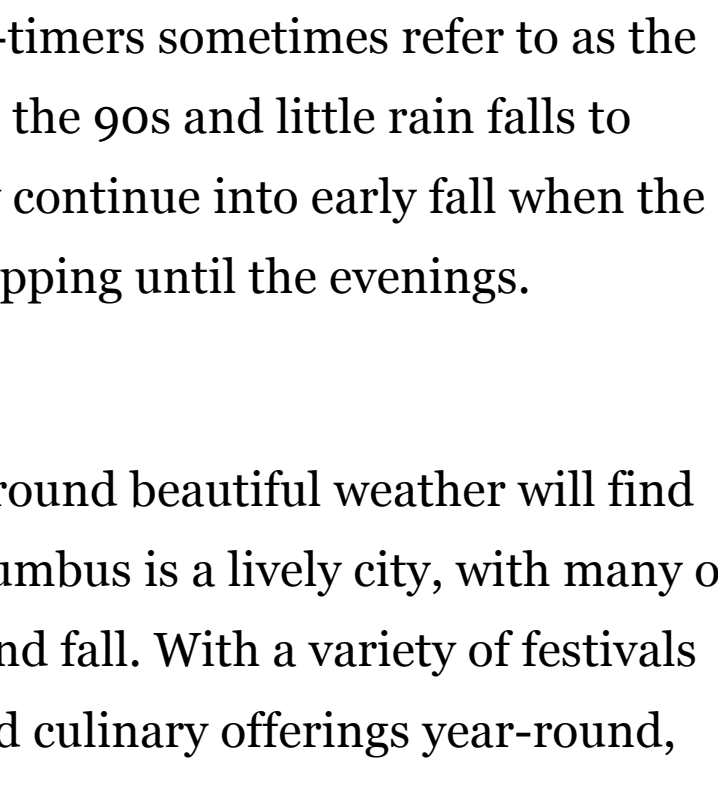 -timers sometimes refer to as the
the 90s and little rain falls to
continue into early fall when the
pping until the evenings.
round beautiful weather will find
umbus is a lively city, with many o
nd fall. With a variety of festivals
d culinary offerings year-round,